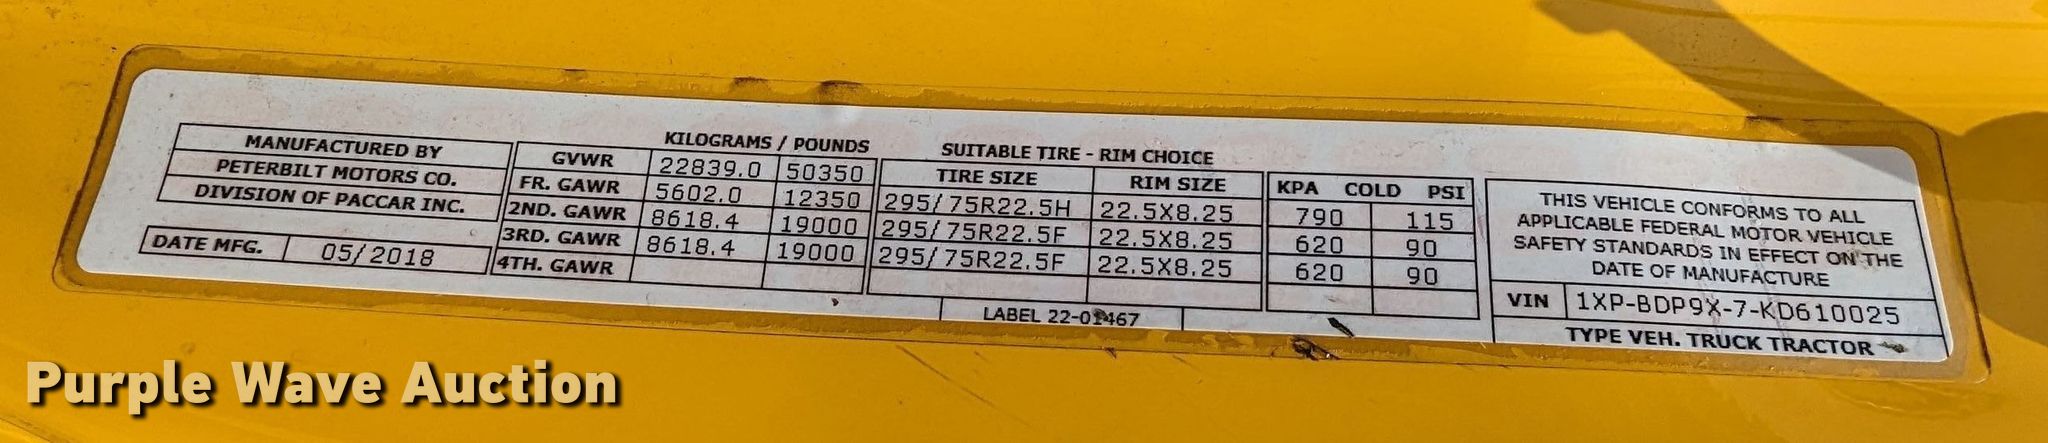 MANUFACTURED BY
PETERBILT MOTORS CO.
DIVISION OF PACCAR INC.
DATE MFG. 05/2018
KILOGRAMS / POUNDS
GVWR 22839.0 50350
FR. GAWR 5602.0 12350
2ND. GAWR 8618.4 19000
3RD. GAWR 8618.4 19000
4TH. GAWR
SUITABLE TIRE - RIM CHOICE
TIRE SIZE RIM SIZE
295/75R22.5H 22.5X8.25
295/75R22.5F 22.5X8.25
295/75R22.5F 22.5X8.25
KPA COLD PSI
790 115
620 90
620 90
LABEL 22-01467
THIS VEHICLE CONFORMS TO ALL
APPLICABLE FEDERAL MOTOR VEHICLE
SAFETY STANDARDS IN EFFECT ON THE
DATE OF MANUFACTURE
VIN 1XP-BDP9X-7-KD610025
TYPE VEH. TRUCK TRACTOR
Purple Wave Auction